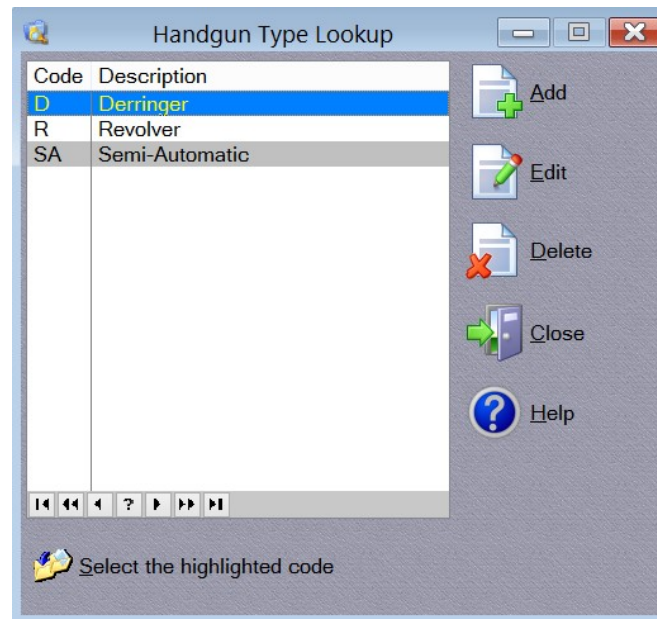 Handgun Type Lookup
Code Description
D Derringer
R Revolver
SA Semi-Automatic
Add
Edit
Delete
Close
Help
?
Select the highlighted code